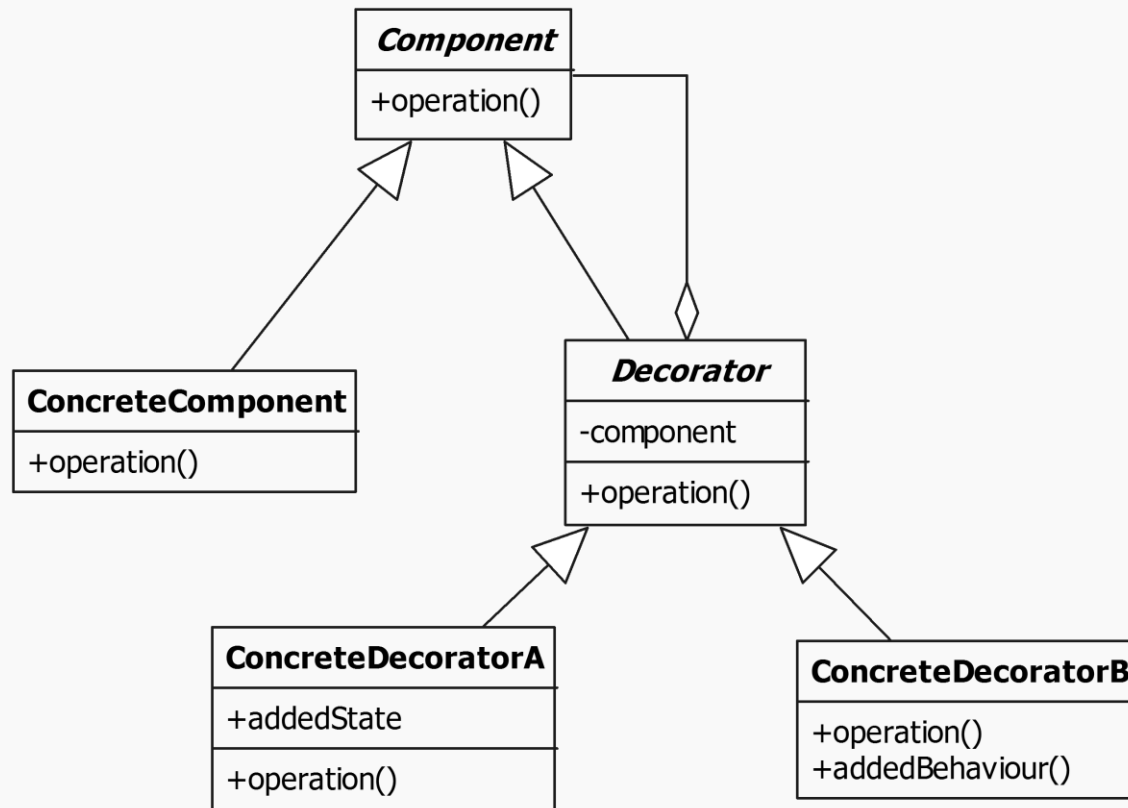 Component
+operation()
ConcreteComponent
+operation()
Decorator
-component
+operation()
ConcreteDecoratorA
+addedState
+operation()
ConcreteDecoratorB
+operation()
+addedBehaviour()